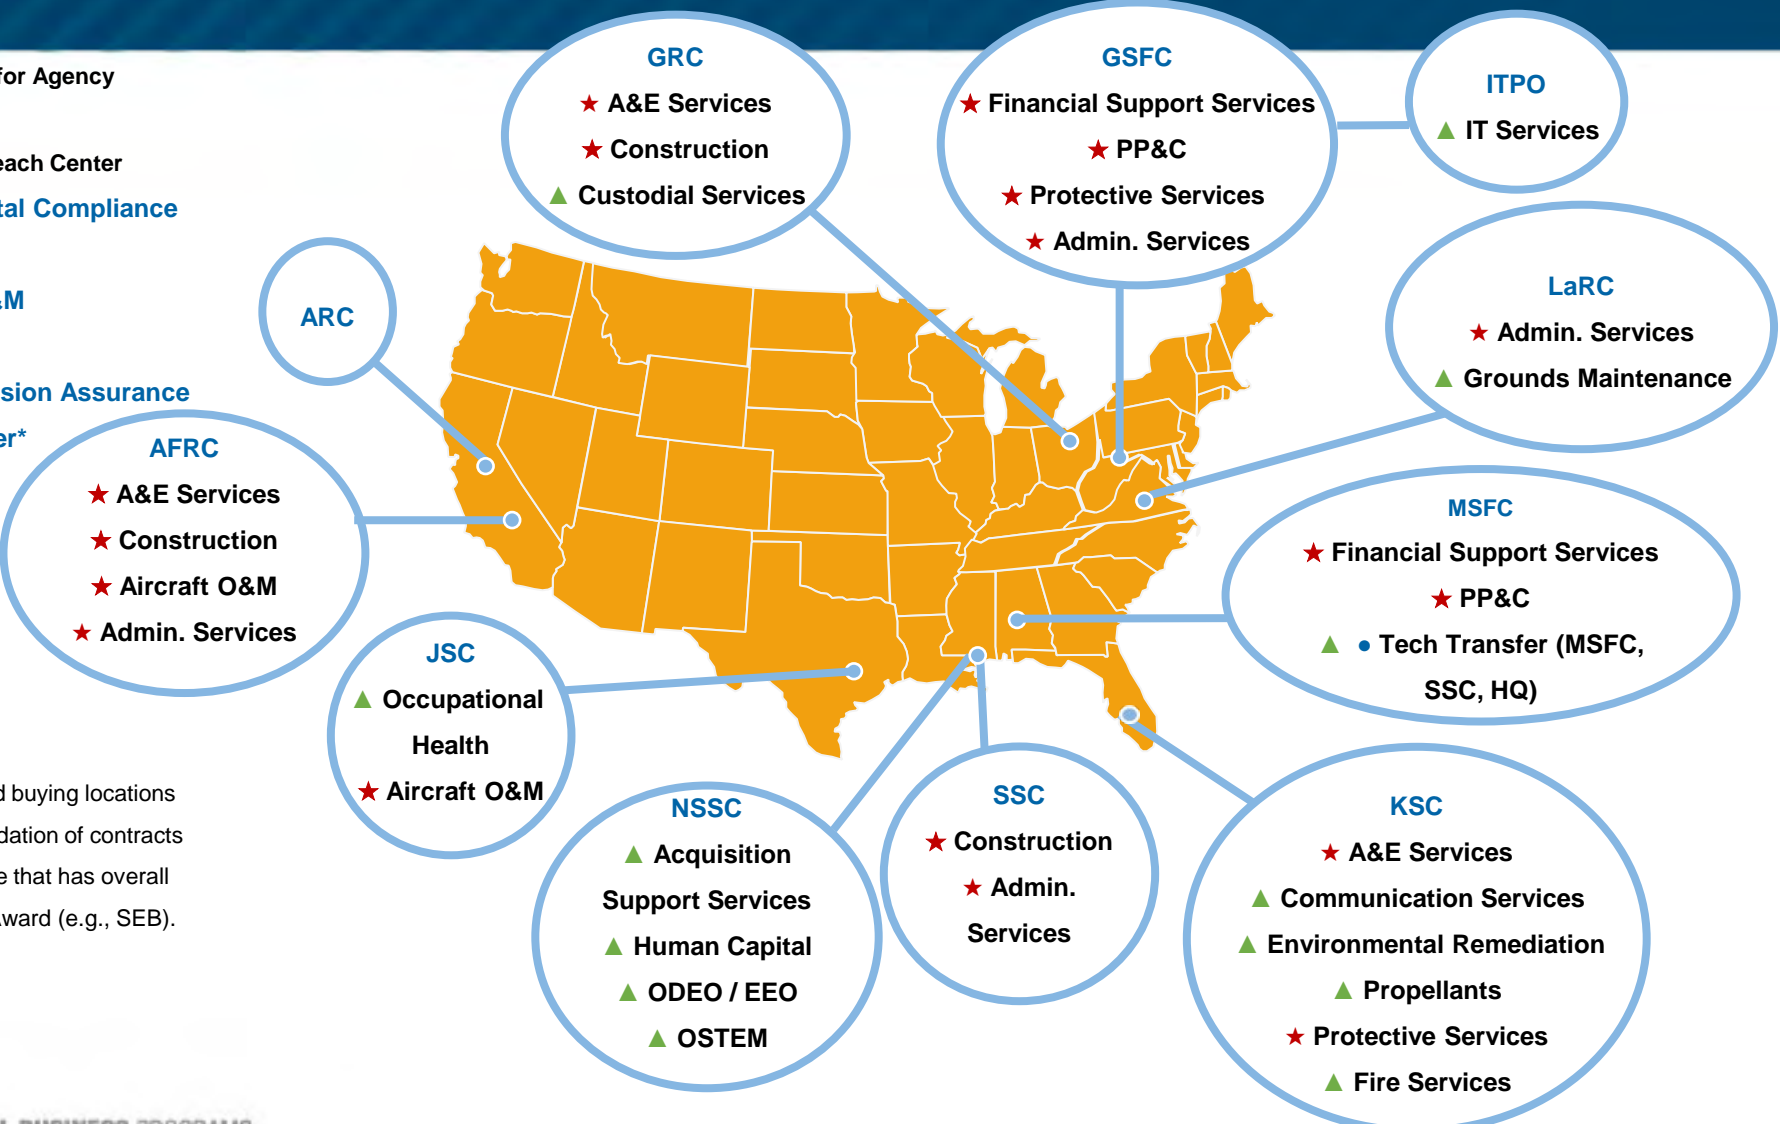 for Agency
each Center
tal Compliance
&M
sion Assurance
er*
d buying locations
dation of contracts
e that has overall
Award (e.g., SEB).
GRC
★ A&E Services
★ Construction
▲ Custodial Services
GSFC
★ Financial Support Services
★ PP&C
★ Protective Services
★ Admin. Services
ITPO
▲ IT Services
ARC
LaRC
★ Admin. Services
▲ Grounds Maintenance
AFRC
★ A&E Services
★ Construction
★ Aircraft O&M
★ Admin. Services
MSFC
★ Financial Support Services
★ PP&C
▲ ● Tech Transfer (MSFC,
SSC, HQ)
JSC
▲ Occupational
Health
★ Aircraft O&M
NSSC
▲ Acquisition
Support Services
▲ Human Capital
▲ ODEO / EEO
▲ OSTEM
SSC
★ Construction
★ Admin.
Services
KSC
★ A&E Services
▲ Communication Services
▲ Environmental Remediation
▲ Propellants
★ Protective Services
▲ Fire Services